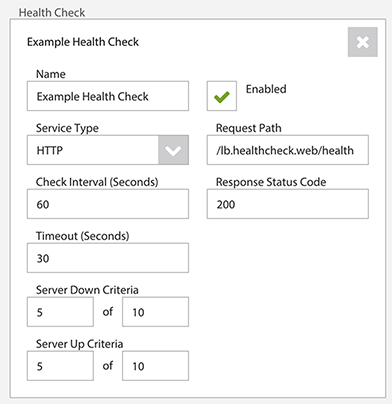 Health Check
Example Health Check
Name
Example Health Check
Enabled
Service Type
HTTP
Request Path
/lb.healthcheck.web/health
Check Interval (Seconds)
60
Response Status Code
200
Timeout (Seconds)
30
Server Down Criteria
5 of 10
Server Up Criteria
5 of 10